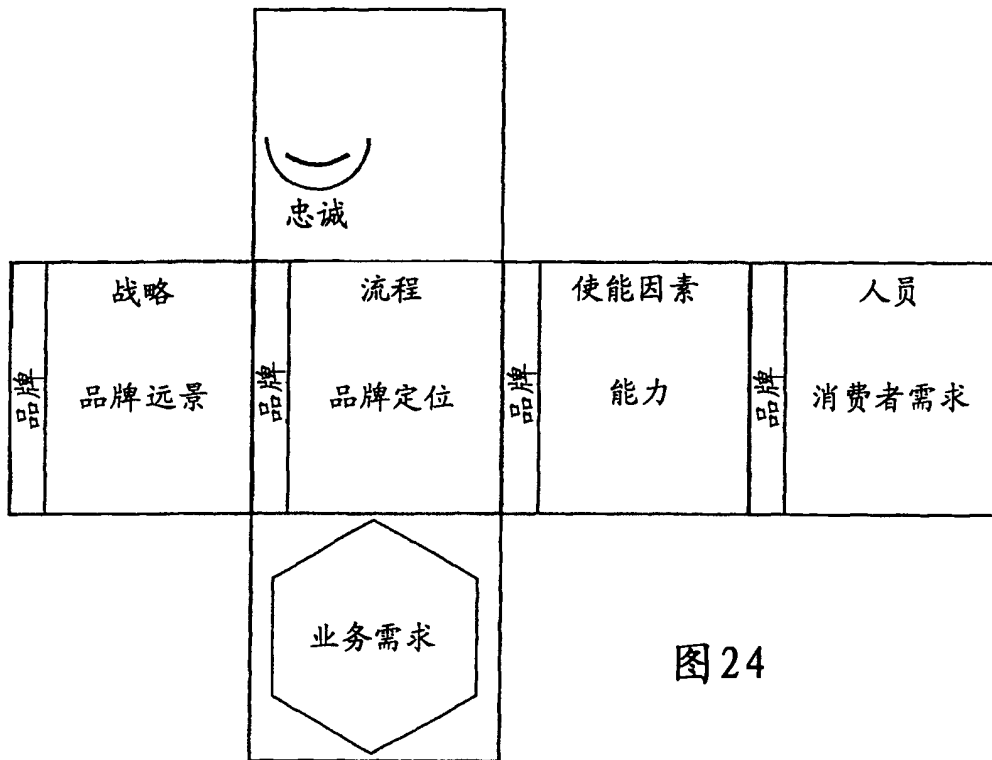 忠诚
战略
流程
使能因素
人员
品牌
品牌远景
品牌
品牌定位
品牌
能力
品牌
消费者需求
业务需求
图24